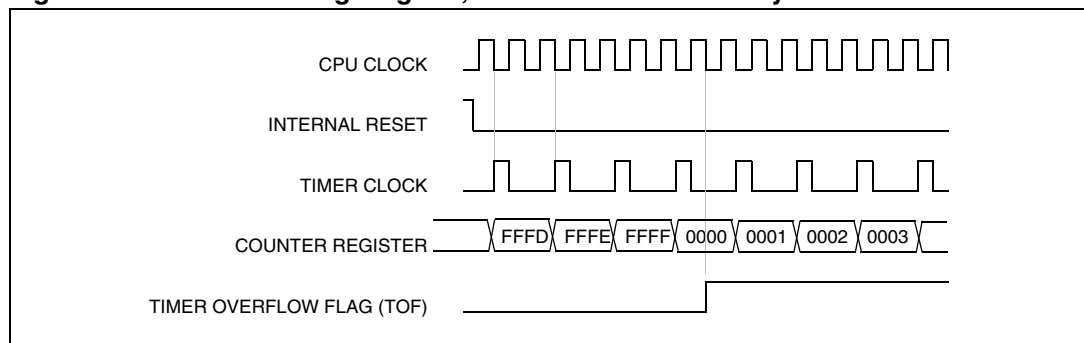 CPU CLOCK
INTERNAL RESET
TIMER CLOCK
COUNTER REGISTER FFFD FFFE FFFF 0000 0001 0002 0003
TIMER OVERFLOW FLAG (TOF)